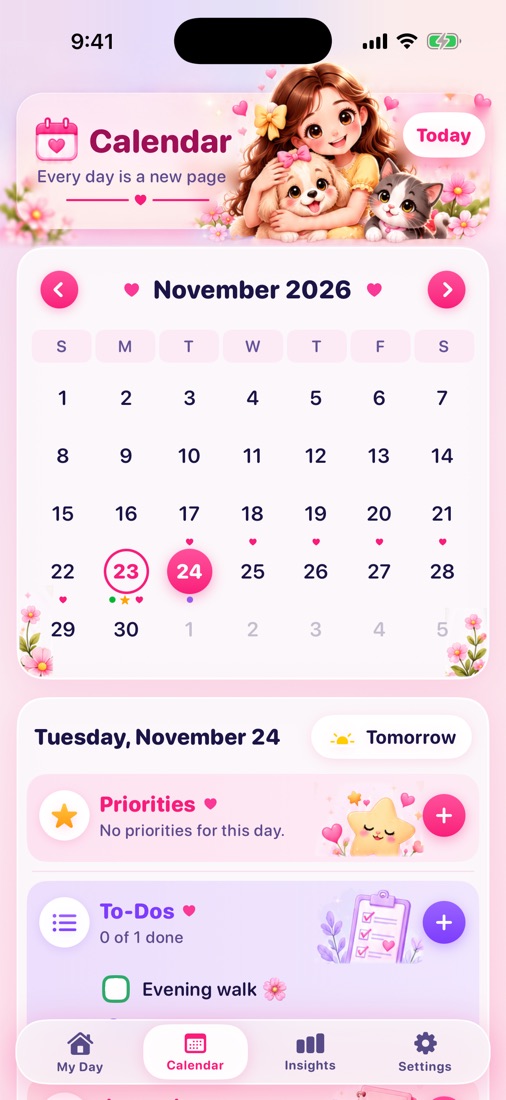 9:41
Calendar
Today
Every day is a new page
November 2026
S M T W T F S
1 2 3 4 5 6 7
8 9 10 11 12 13 14
15 16 17 18 19 20 21
22 23 24 25 26 27 28
29 30 1 2 3 4 5
Tuesday, November 24
Tomorrow
Priorities
No priorities for this day.
To-Dos
0 of 1 done
Evening walk 🌸
My Day
Calendar
Insights
Settings